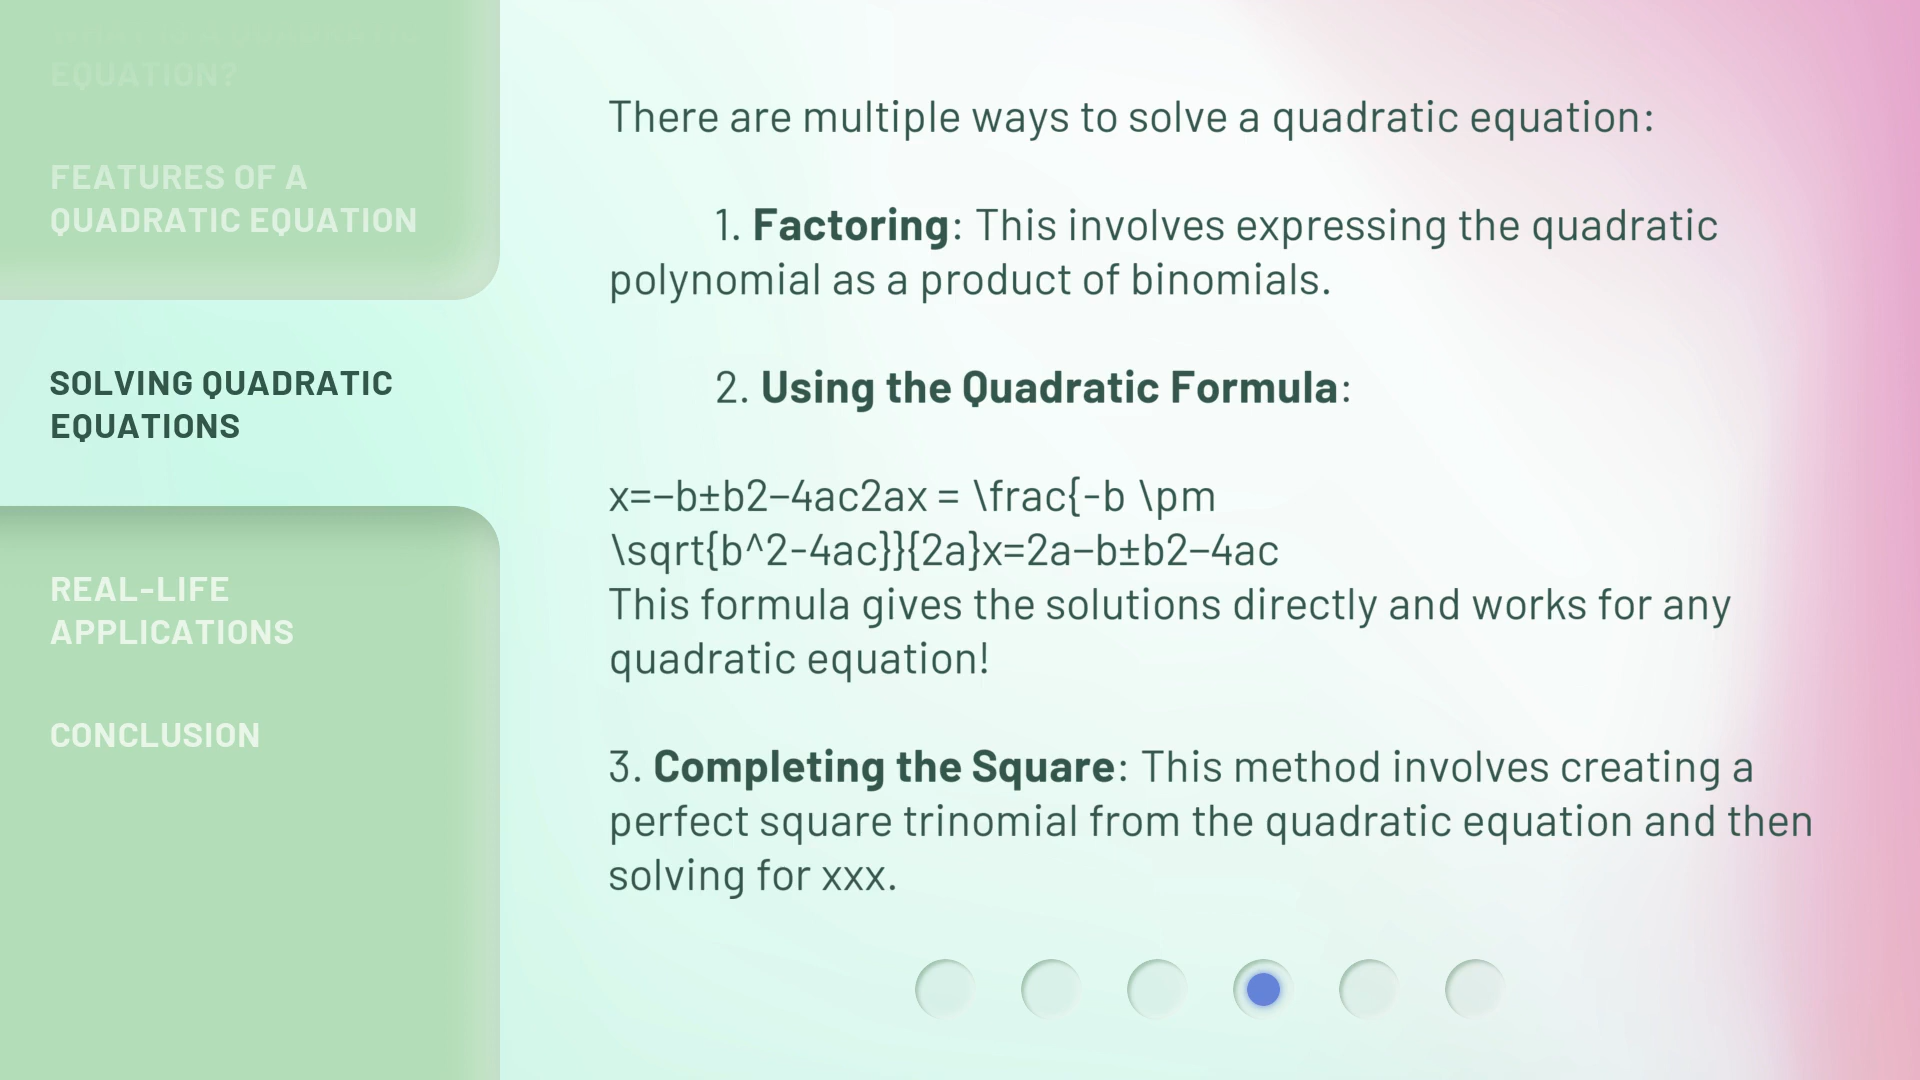 EQUATION?
FEATURES OF A
QUADRATIC EQUATION
SOLVING QUADRATIC
EQUATIONS
REAL-LIFE
APPLICATIONS
CONCLUSION
There are multiple ways to solve a quadratic equation:
1. Factoring: This involves expressing the quadratic
polynomial as a product of binomials.
2. Using the Quadratic Formula:
x=−b±b2−4ac2ax = \frac{-b \pm
\sqrt{b^2-4ac}}{2a}x=2a−b±b2−4ac
This formula gives the solutions directly and works for any
quadratic equation!
3. Completing the Square: This method involves creating a
perfect square trinomial from the quadratic equation and then
solving for xxx.